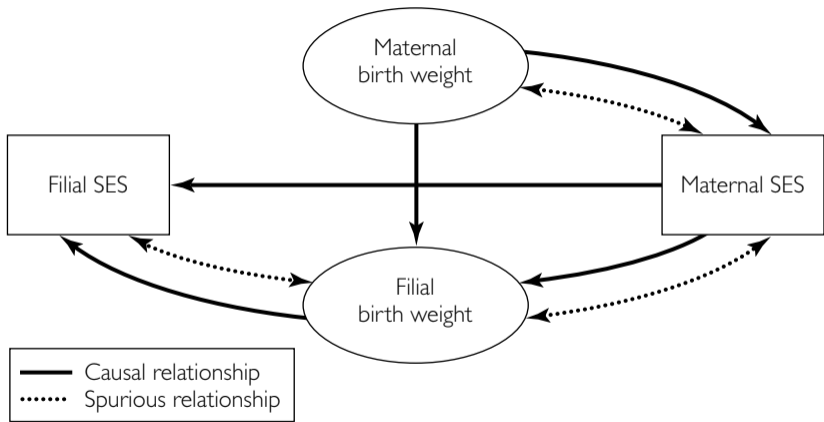 Maternal
birth weight
Filial SES
Maternal SES
Filial
birth weight
Causal relationship
Spurious relationship